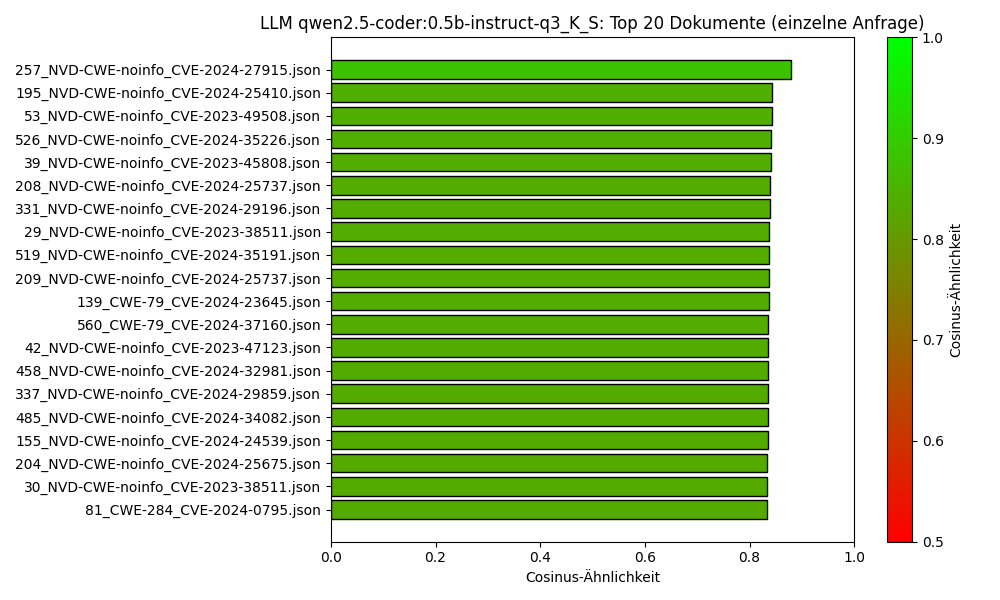 LLM qwen2.5-coder:0.5b-instruct-q3_K_S: Top 20 Dokumente (einzelne Anfrage)
257_NVD-CWE-noinfo_CVE-2024-27915.json
195_NVD-CWE-noinfo_CVE-2024-25410.json
53_NVD-CWE-noinfo_CVE-2023-49508.json
526_NVD-CWE-noinfo_CVE-2024-35226.json
39_NVD-CWE-noinfo_CVE-2023-45808.json
208_NVD-CWE-noinfo_CVE-2024-25737.json
331_NVD-CWE-noinfo_CVE-2024-29196.json
29_NVD-CWE-noinfo_CVE-2023-38511.json
519_NVD-CWE-noinfo_CVE-2024-35191.json
209_NVD-CWE-noinfo_CVE-2024-25737.json
139_CWE-79_CVE-2024-23645.json
560_CWE-79_CVE-2024-37160.json
42_NVD-CWE-noinfo_CVE-2023-47123.json
458_NVD-CWE-noinfo_CVE-2024-32981.json
337_NVD-CWE-noinfo_CVE-2024-29859.json
485_NVD-CWE-noinfo_CVE-2024-34082.json
155_NVD-CWE-noinfo_CVE-2024-24539.json
204_NVD-CWE-noinfo_CVE-2024-25675.json
30_NVD-CWE-noinfo_CVE-2023-38511.json
81_CWE-284_CVE-2024-0795.json
0.0 0.2 0.4 0.6 0.8 1.0
Cosinus-Ähnlichkeit
1.0
0.9
0.8
0.7
0.6
0.5
Cosinus-Ähnlichkeit